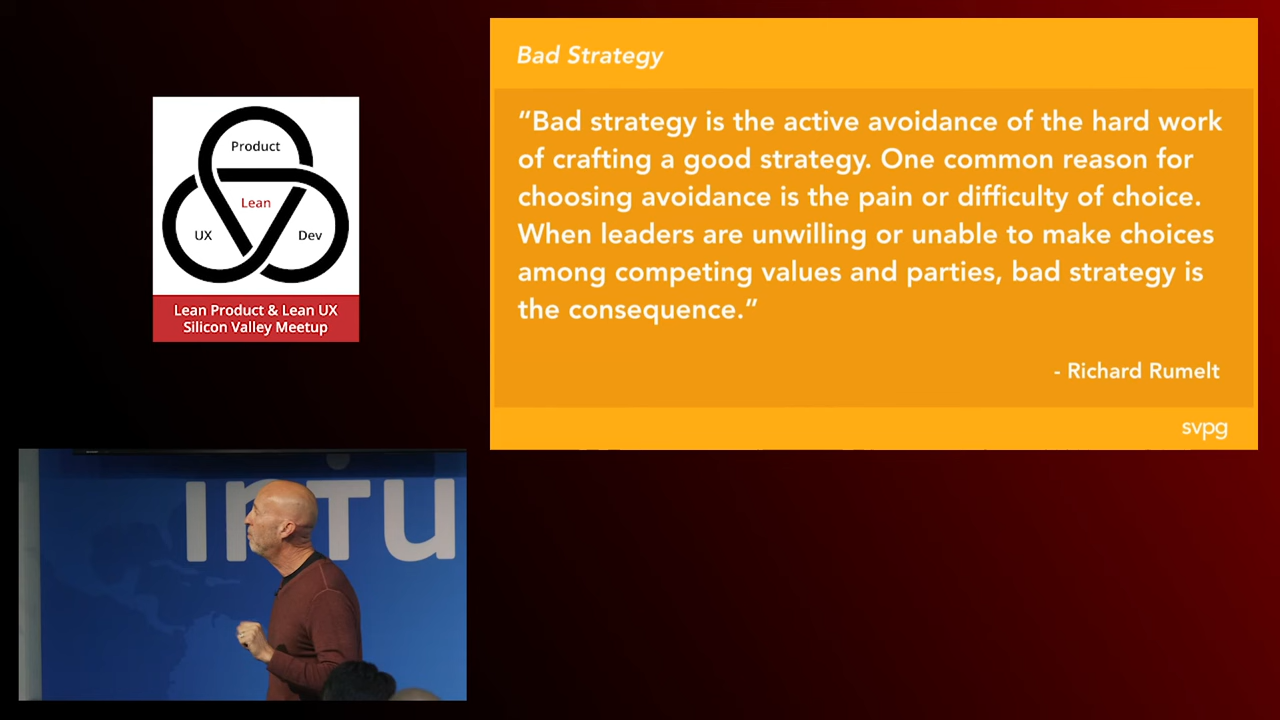 Product
Lean
UX
Dev
Lean Product & Lean UX
Silicon Valley Meetup
Bad Strategy
“Bad strategy is the active avoidance of the hard work
of crafting a good strategy. One common reason for
choosing avoidance is the pain or difficulty of choice.
When leaders are unwilling or unable to make choices
among competing values and parties, bad strategy is
the consequence.”
- Richard Rumelt
svpg
intu